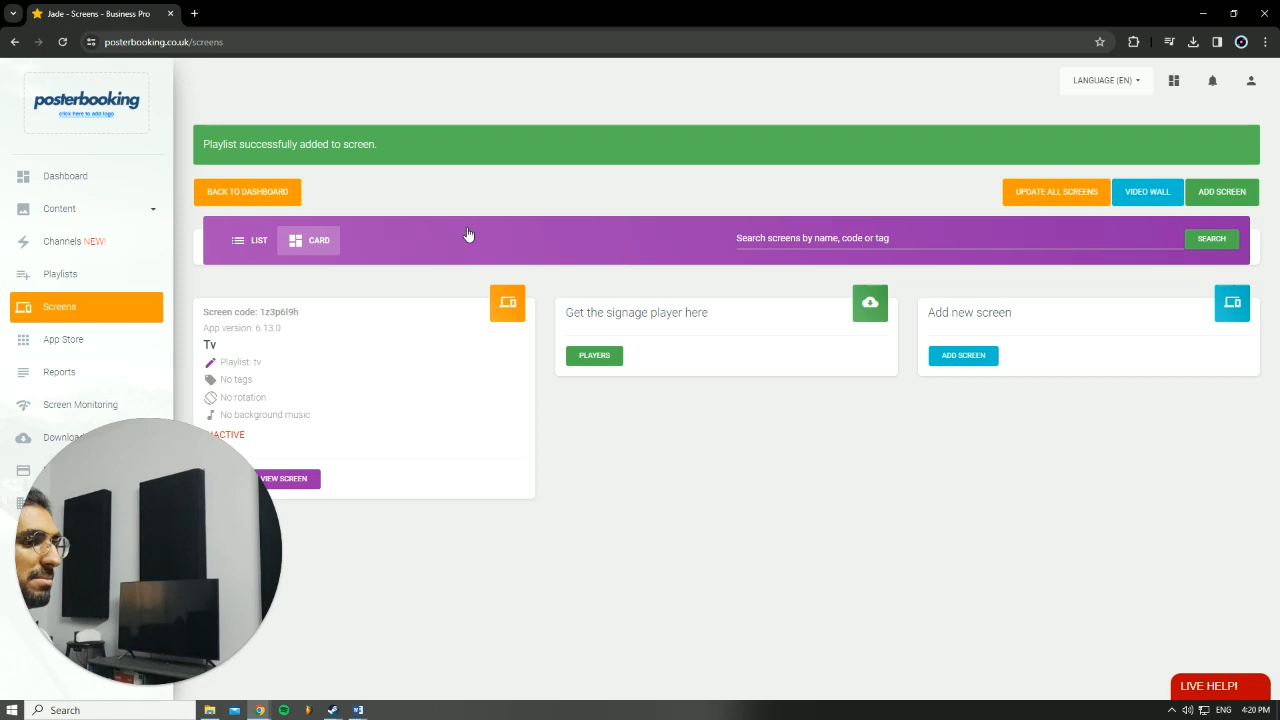 Jade - Screens - Business Pro
posterbooking.co.uk/screens
posterbooking
click here to add logo
LANGUAGE (EN)
Dashboard
Content
Channels NEW!
Playlists
Screens
App Store
Reports
Screen Monitoring
Playlist successfully added to screen.
BACK TO DASHBOARD
UPDATE ALL SCREENS
VIDEO WALL
ADD SCREEN
LIST
CARD
Search screens by name, code or tag
SEARCH
Screen code: 1z3p6l9h
App version: 6.13.0
Tv
Playlist: tv
No tags
No rotation
No background music
VIEW SCREEN
Get the signage player here
PLAYERS
Add new screen
ADD SCREEN
LIVE HELP!
Search
ENG
4:20 PM